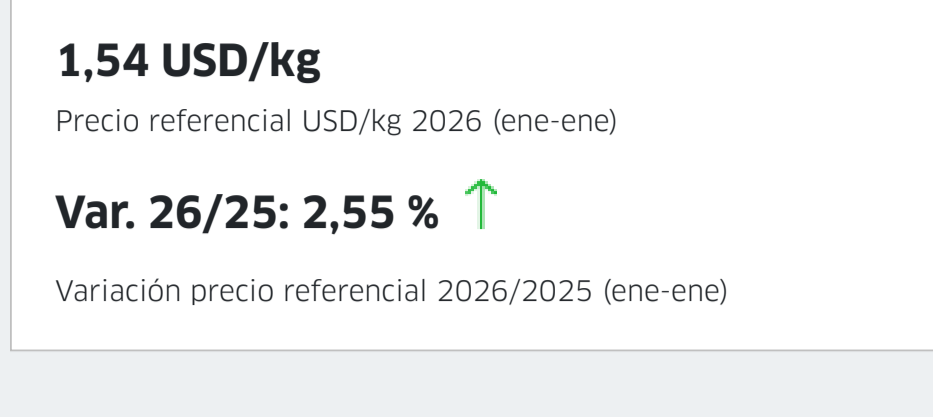 1,54 USD/kg
Precio referencial USD/kg 2026 (ene-ene)
Var. 26/25: 2,55 % ↑
Variación precio referencial 2026/2025 (ene-ene)